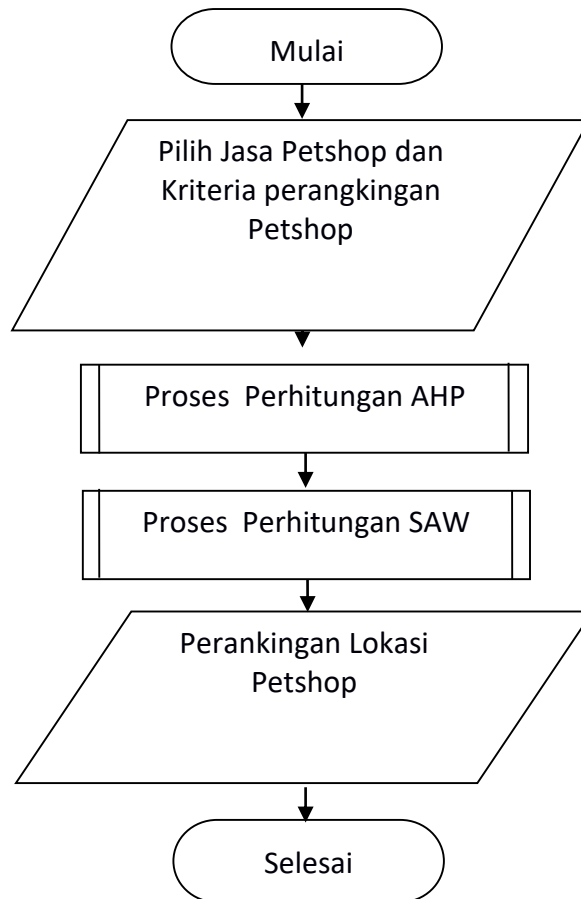 Mulai
Pilih Jasa Petshop dan
Kriteria perangkingan
Petshop
Proses  Perhitungan AHP
Proses  Perhitungan SAW
Perankingan Lokasi
Petshop
Selesai